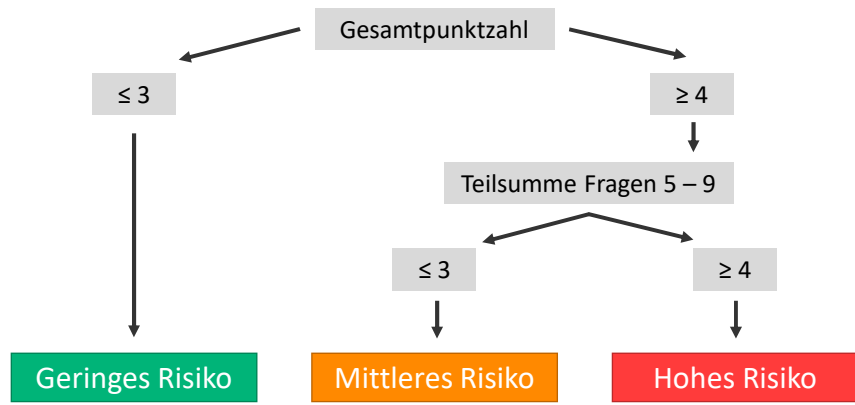 Gesamtpunktzahl
≤ 3
≥ 4
Teilsumme Fragen 5 – 9
≤ 3
≥ 4
Geringes Risiko
Mittleres Risiko
Hohes Risiko